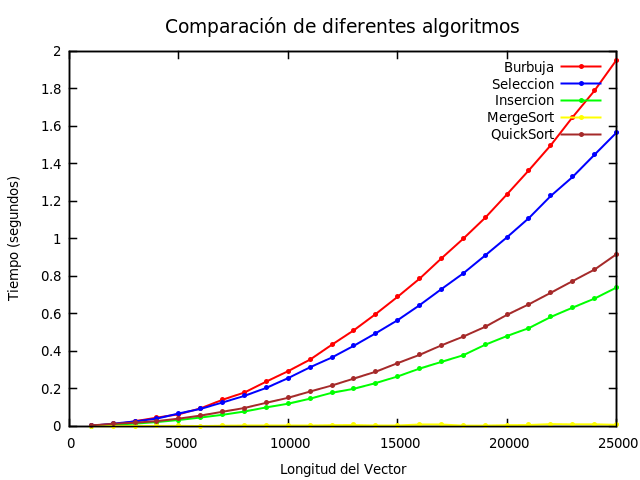 Comparación de diferentes algoritmos
2
1.8
1.6
1.4
1.2
1
0.8
0.6
0.4
0.2
0
Tiempo (segundos)
Burbuja
Seleccion
Insercion
MergeSort
QuickSort
0 5000 10000 15000 20000 25000
Longitud del Vector